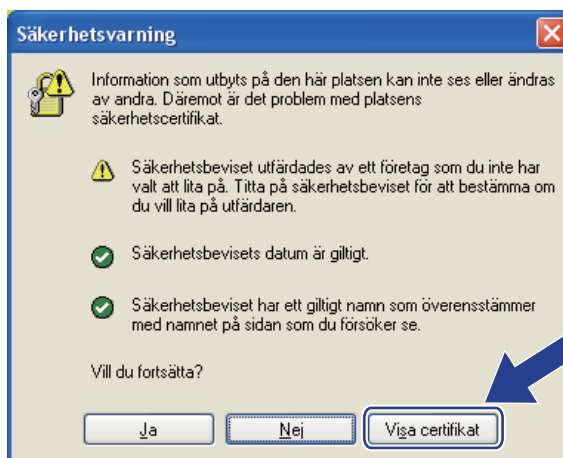 Säkerhetsvarning
Information som utbyts på den här platsen kan inte ses eller ändras
av andra. Däremot är det problem med platsens
säkerhetscertifikat.
Säkerhetsbeviset utfärdades av ett företag som du inte har
valt att lita på. Titta på säkerhetsbeviset för att bestämma om
du vill lita på utfärdaren.
Säkerhetsbevisets datum är giltigt.
Säkerhetsbeviset har ett giltigt namn som överensstämmer
med namnet på sidan som du försöker se.
Vill du fortsätta?
Ja Nej Visa certifikat